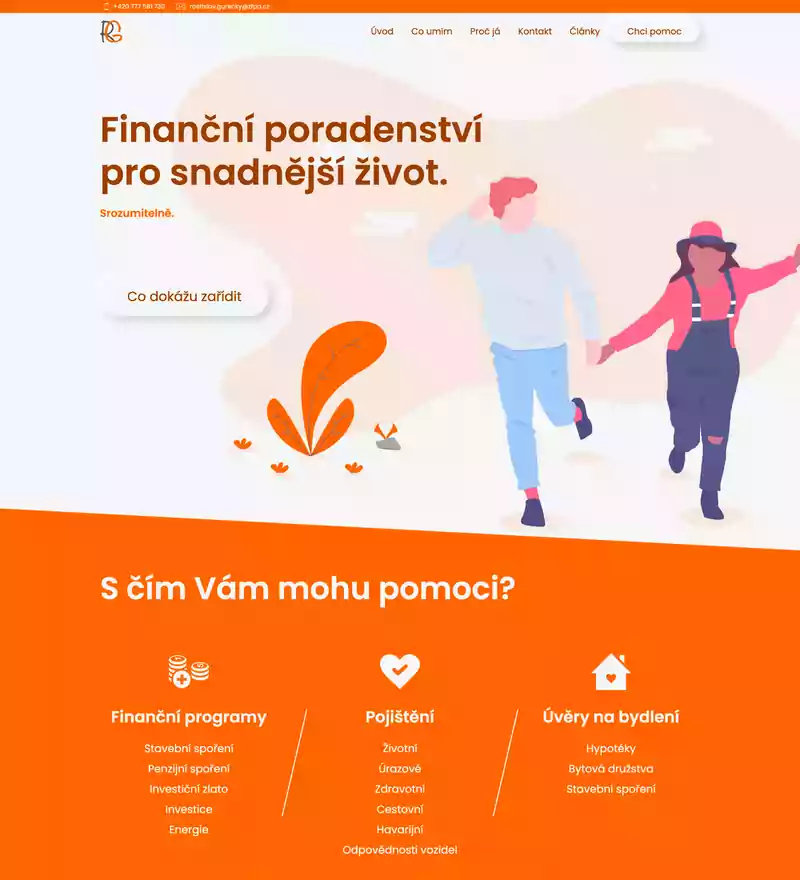 +420 777 581 730 rostislav.gurecky@zfpa.cz
RG
Úvod Co umím Proč já Kontakt Články Chci pomoc
Finanční poradenství
pro snadnější život.
Srozumitelně.
Co dokážu zařídit
S čím Vám mohu pomoci?
Finanční programy
Stavební spoření
Penzijní spoření
Investiční zlato
Investice
Energie
Pojištění
Životní
Úrazové
Zdravotní
Cestovní
Havarijní
Odpovědnosti vozidel
Úvěry na bydlení
Hypotéky
Bytová družstva
Stavební spoření